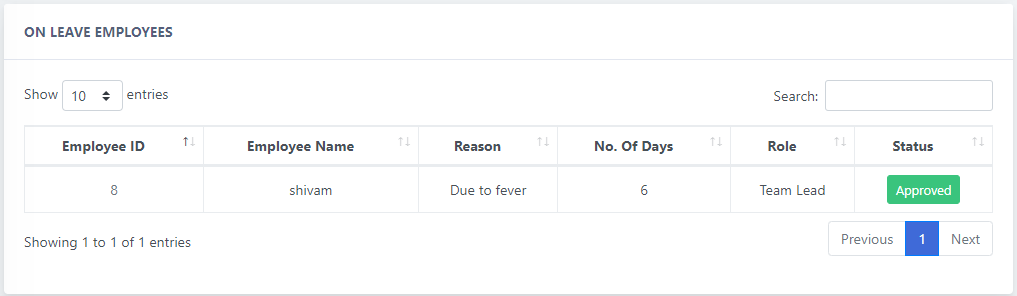 ON LEAVE EMPLOYEES
Show 10 entries
Search:
Employee ID Employee Name Reason No. Of Days Role Status
8 shivam Due to fever 6 Team Lead Approved
Showing 1 to 1 of 1 entries
Previous 1 Next